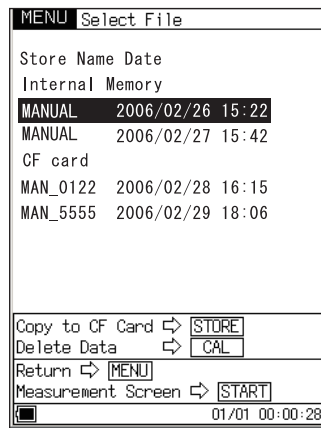 MENU Select File
Store Name Date
Internal Memory
MANUAL 2006/02/26 15:22
MANUAL 2006/02/27 15:42
CF card
MAN_0122 2006/02/28 16:15
MAN_5555 2006/02/29 18:06
Copy to CF Card ⇨ STORE
Delete Data ⇨ CAL
Return ⇨ MENU
Measurement Screen ⇨ START
01/01 00:00:28